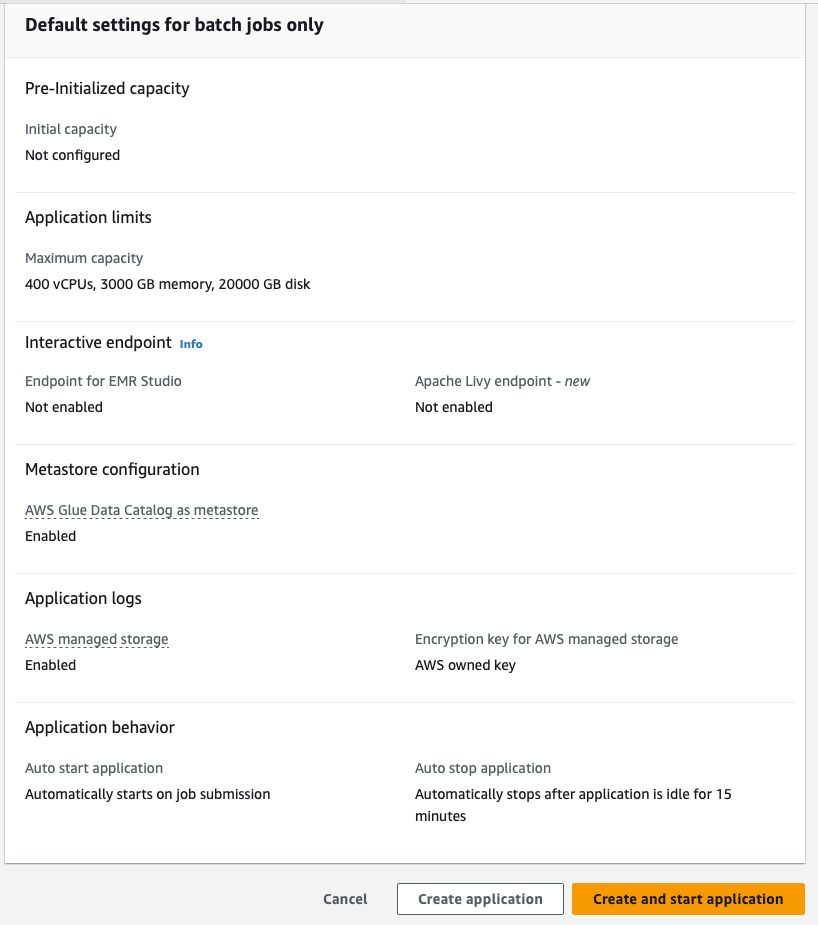 Default settings for batch jobs only
Pre-Initialized capacity
Initial capacity
Not configured
Application limits
Maximum capacity
400 vCPUs, 3000 GB memory, 20000 GB disk
Interactive endpoint Info
Endpoint for EMR Studio
Not enabled
Apache Livy endpoint - new
Not enabled
Metastore configuration
AWS Glue Data Catalog as metastore
Enabled
Application logs
AWS managed storage
Enabled
Encryption key for AWS managed storage
AWS owned key
Application behavior
Auto start application
Automatically starts on job submission
Auto stop application
Automatically stops after application is idle for 15
minutes
Cancel
Create application
Create and start application